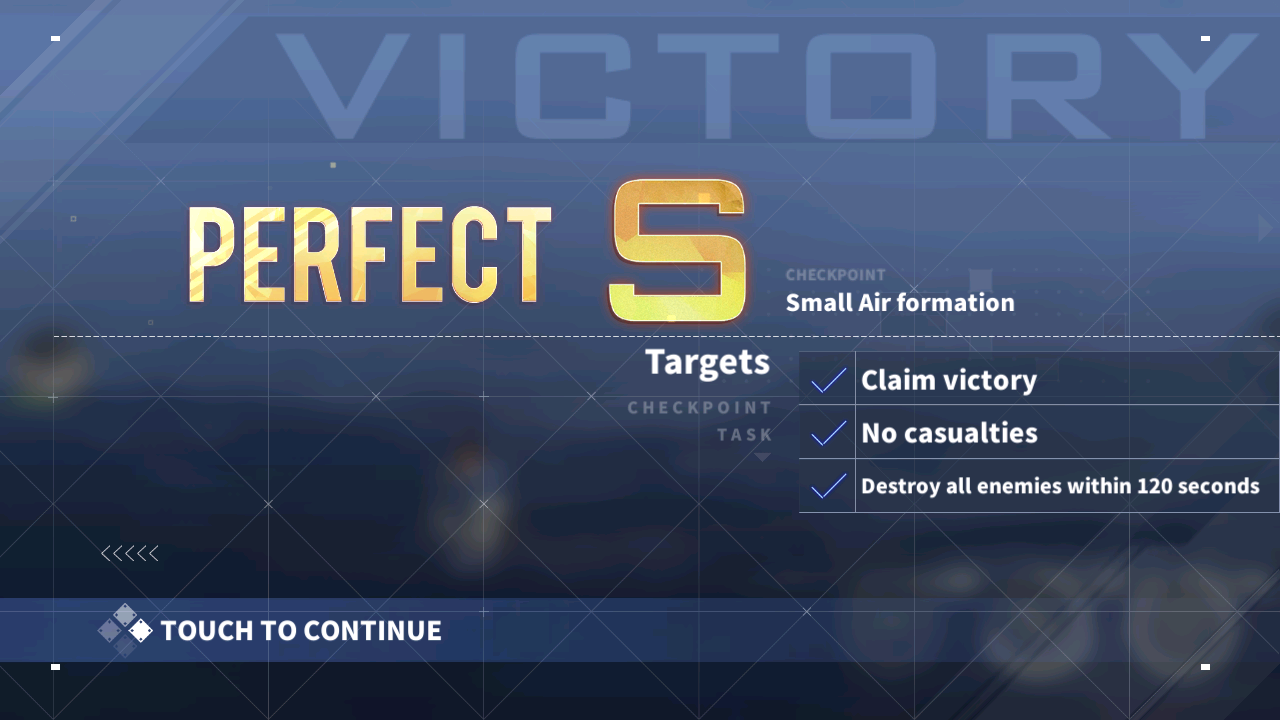 VICTORY
PERFECT S
CHECKPOINT
Small Air formation
Targets
CHECKPOINT
TASK
Claim victory
No casualties
Destroy all enemies within 120 seconds
TOUCH TO CONTINUE